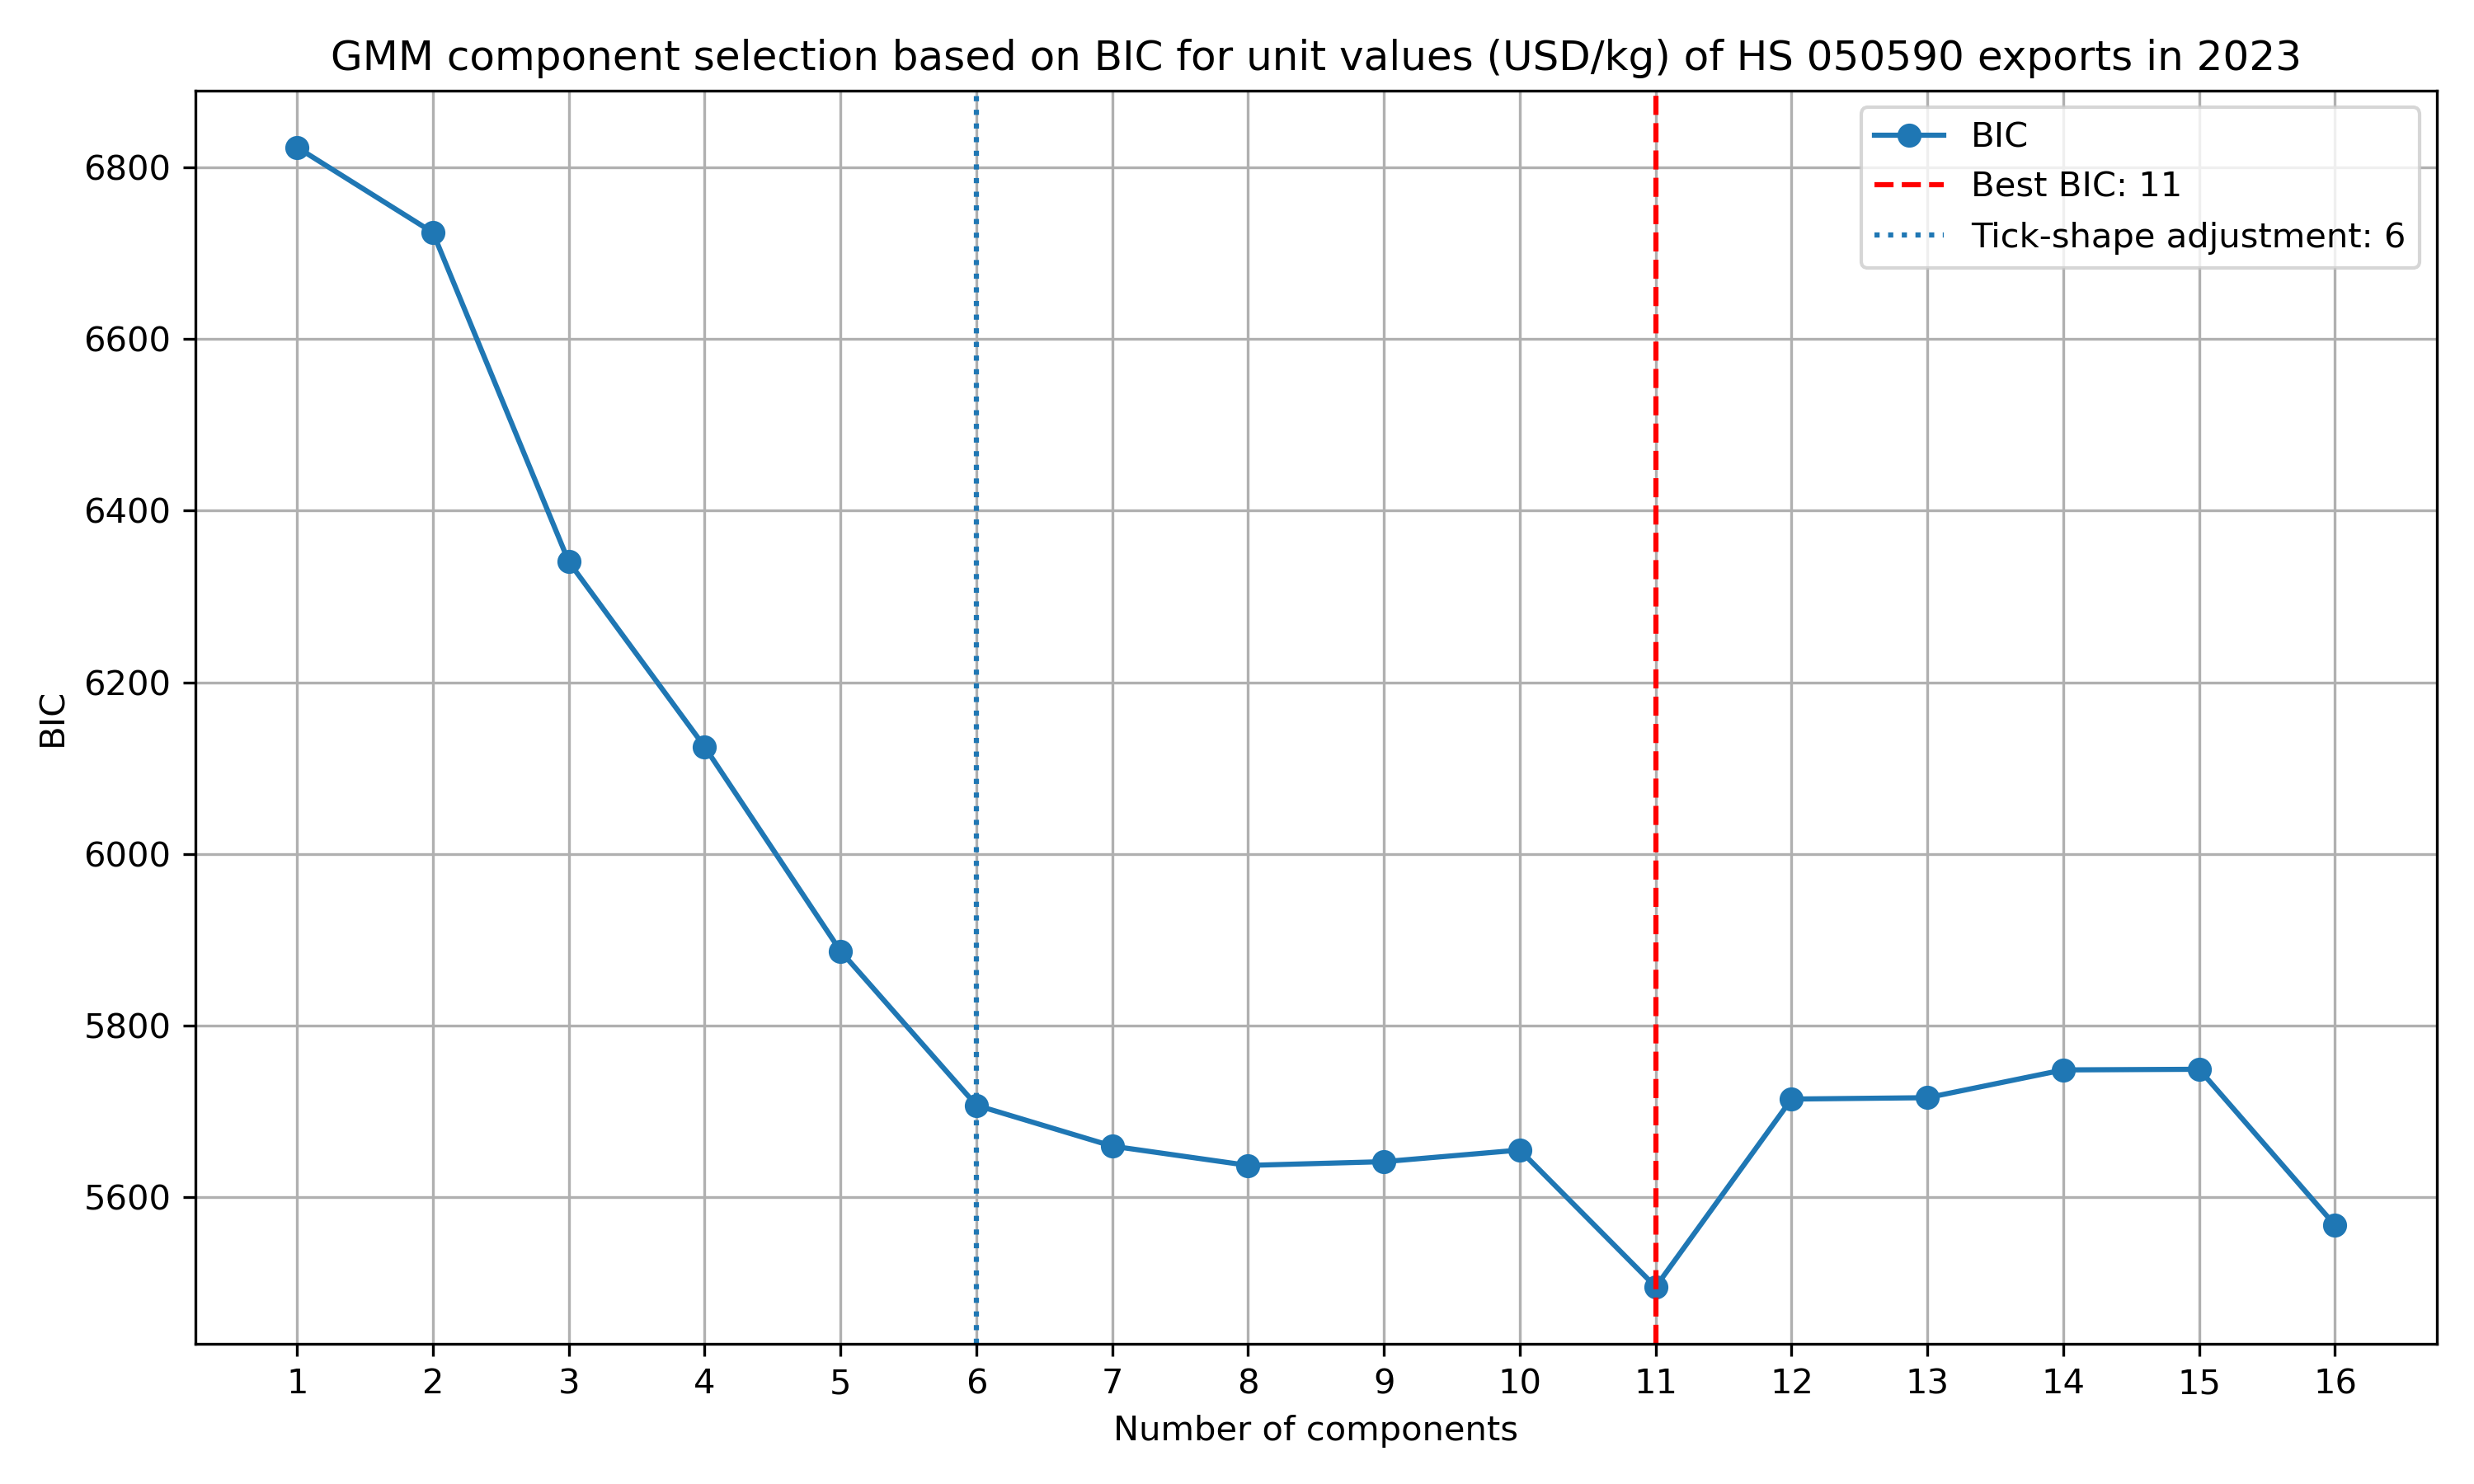 GMM component selection based on BIC for unit values (USD/kg) of HS 050590 exports in 2023
BIC
Best BIC: 11
Tick-shape adjustment: 6
6800
6600
6400
6200
6000
5800
5600
BIC
1 2 3 4 5 6 7 8 9 10 11 12 13 14 15 16
Number of components